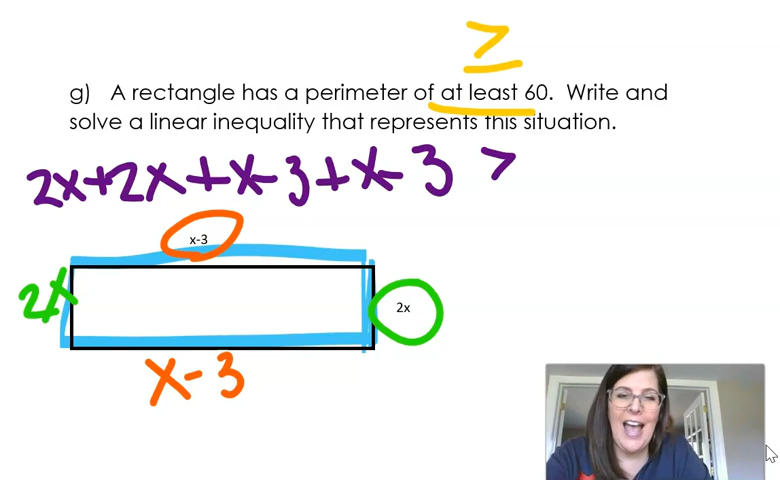 ≥
g) A rectangle has a perimeter of at least 60. Write and
solve a linear inequality that represents this situation.
2x+2x+x-3+x-3 >
x-3
2x
2x
x-3